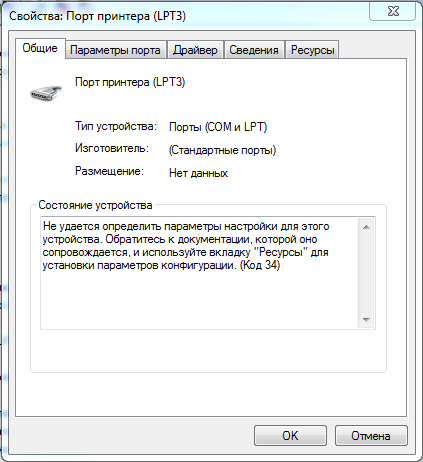 Свойства: Порт принтера (LPT3)
Общие Параметры порта Драйвер Сведения Ресурсы
Порт принтера (LPT3)
Тип устройства: Порты (COM и LPT)
Изготовитель: (Стандартные порты)
Размещение: Нет данных
Состояние устройства
Не удается определить параметры настройки для этого
устройства. Обратитесь к документации, которой оно
сопровождается, и используйте вкладку "Ресурсы" для
установки параметров конфигурации. (Код 34)
OK Отмена